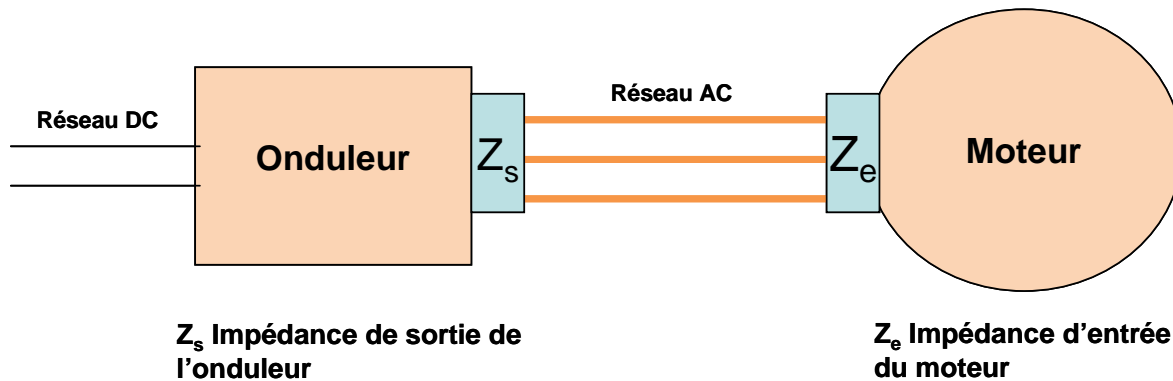 Réseau DC
Onduleur
Zs
Réseau AC
Ze
Moteur
Zs Impédance de sortie de
l'onduleur
Ze Impédance d'entrée
du moteur